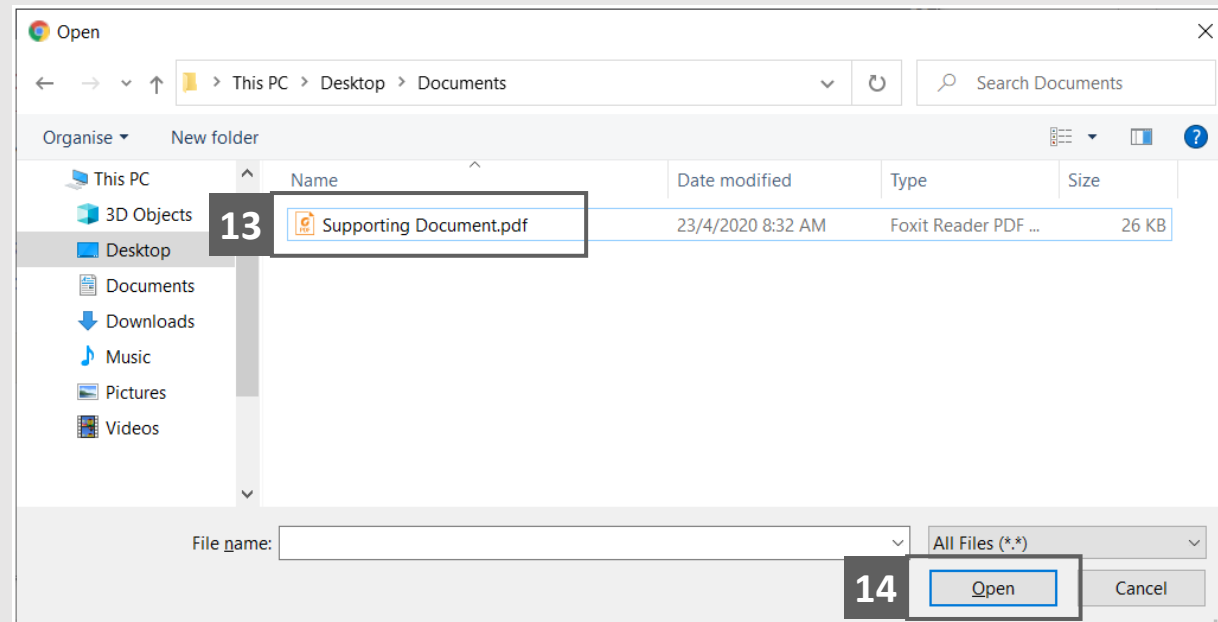 Open
This PC > Desktop > Documents
Search Documents
Organise New folder
?
This PC
3D Objects
Desktop
Documents
Downloads
Music
Pictures
Videos
Name Date modified Type Size
13 Supporting Document.pdf 23/4/2020 8:32 AM Foxit Reader PDF ... 26 KB
File name: All Files (*.*)
14 Open Cancel